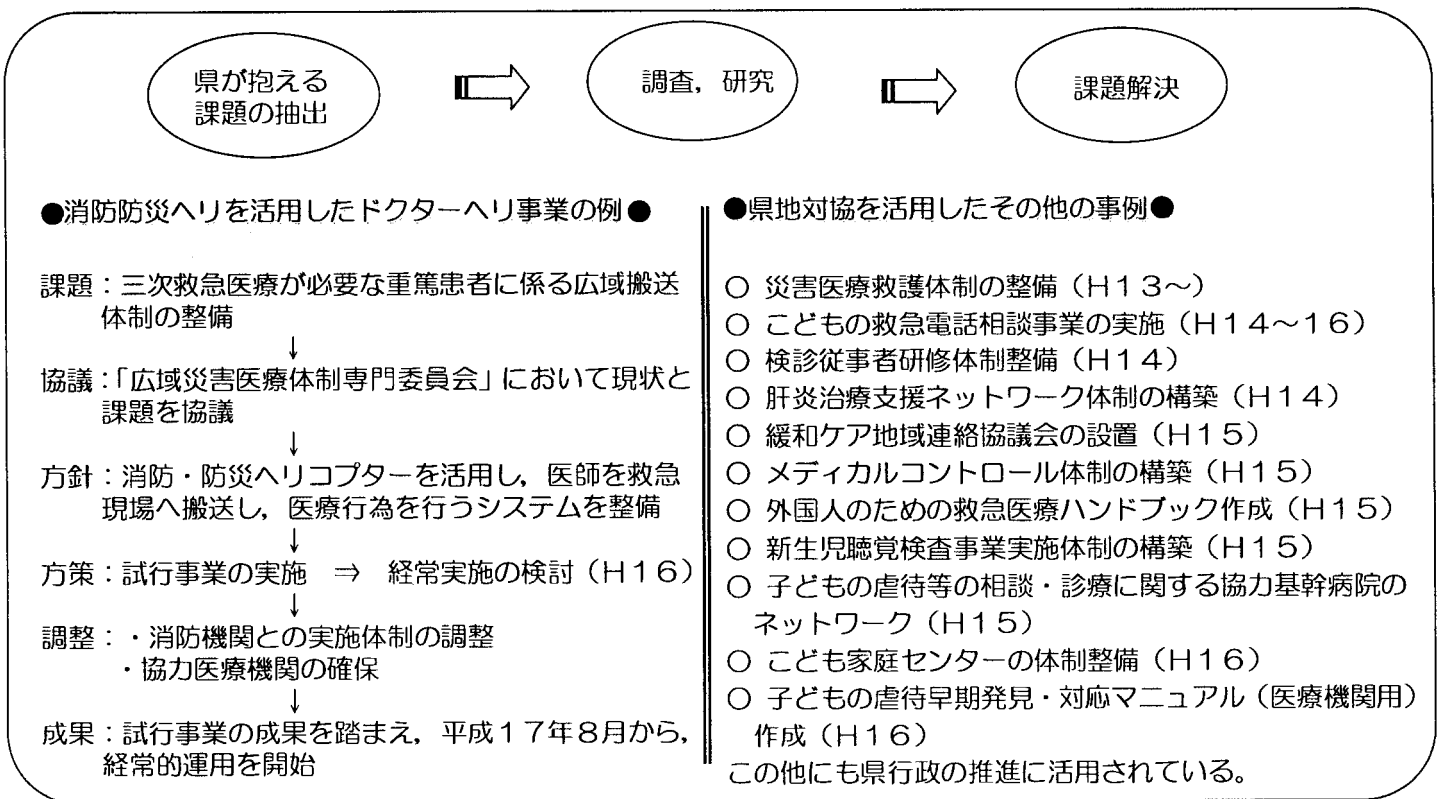 県が抱える
課題の抽出
調査，研究
課題解決
●消防防災ヘリを活用したドクターヘリ事業の例●
課題：三次救急医療が必要な重篤患者に係る広域搬送
体制の整備
↓
協議：「広域災害医療体制専門委員会」において現状と
課題を協議
↓
方針：消防・防災ヘリコプターを活用し，医師を救急
現場へ搬送し，医療行為を行うシステムを整備
↓
方策：試行事業の実施　⇒　経常実施の検討（H１６）
↓
調整：・消防機関との実施体制の調整
・協力医療機関の確保
↓
成果：試行事業の成果を踏まえ，平成１７年８月から，
経常的運用を開始
●県地対協を活用したその他の事例●
○ 災害医療救護体制の整備（H１３～）
○ こどもの救急電話相談事業の実施（H１４～１６）
○ 検診従事者研修体制整備（H１４）
○ 肝炎治療支援ネットワーク体制の構築（H１４）
○ 緩和ケア地域連絡協議会の設置（H１５）
○ メディカルコントロール体制の構築（H１５）
○ 外国人のための救急医療ハンドブック作成（H１５）
○ 新生児聴覚検査事業実施体制の構築（H１５）
○ 子どもの虐待等の相談・診療に関する協力基幹病院の
ネットワーク（H１５）
○ こども家庭センターの体制整備（H１６）
○ 子どもの虐待早期発見・対応マニュアル（医療機関用）
作成（H１６）
この他にも県行政の推進に活用されている。